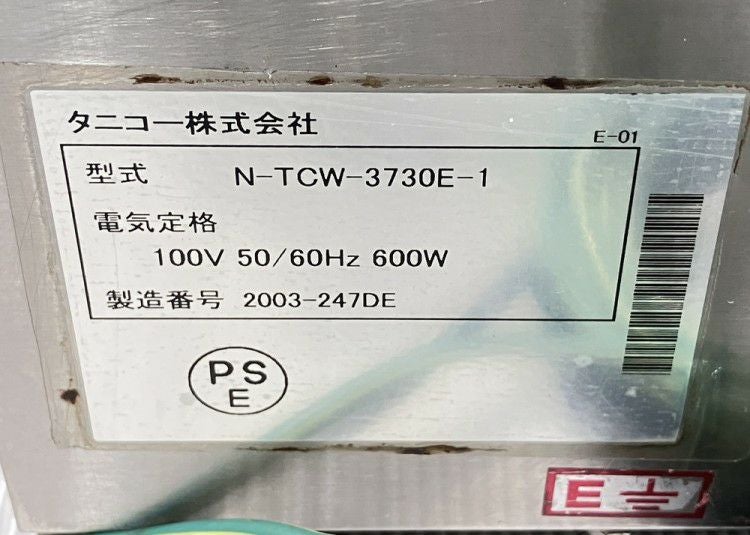 タニコー株式会社
E-01
型式 N-TCW-3730E-1
電気定格
100V 50/60Hz 600W
製造番号 2003-247DE
PS
E
E